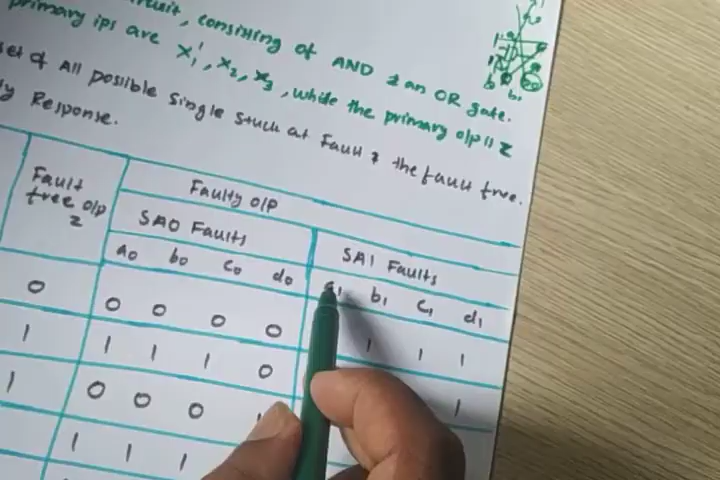 circuit, consisting of AND & an OR gate.
primary ips are x₁', x₂, x₃, while the primary o/p is z
set of All possible single stuck at Fault & the fault free.
Response.
Fault free o/p z
Faulty O/P
SA0 Faults
SA1 Faults
a₀ b₀ c₀ d₀
a₁ b₁ c₁ d₁
0 0 0 0 0 1 1 1
1 1 1 1 0 1
1 0 0 0
1 1 1